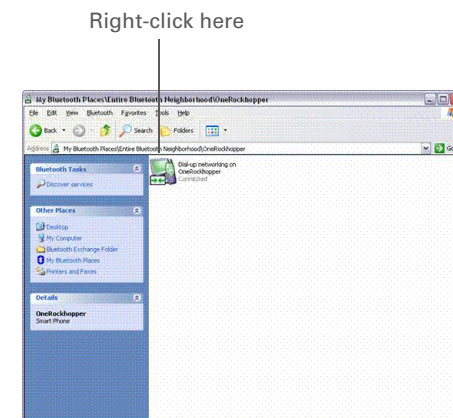 Right-click here
My Bluetooth Places\Entire Bluetooth Neighborhood\OneRockhopper
File Edit View Bluetooth Favorites Tools Help
Back Search Folders
Address My Bluetooth Places\Entire Bluetooth Neighborhood\OneRockhopper Go
Bluetooth Tasks
Discover services
Dial-up networking on
OneRockhopper
Connected
Other Places
Desktop
My Computer
Bluetooth Exchange Folder
My Bluetooth Places
Printers and Faxes
Details
OneRockhopper
Smart Phone